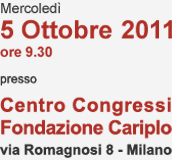 Mercoledì
5 Ottobre 2011
ore 9.30
presso
Centro Congressi
Fondazione Cariplo
via Romagnosi 8 - Milano